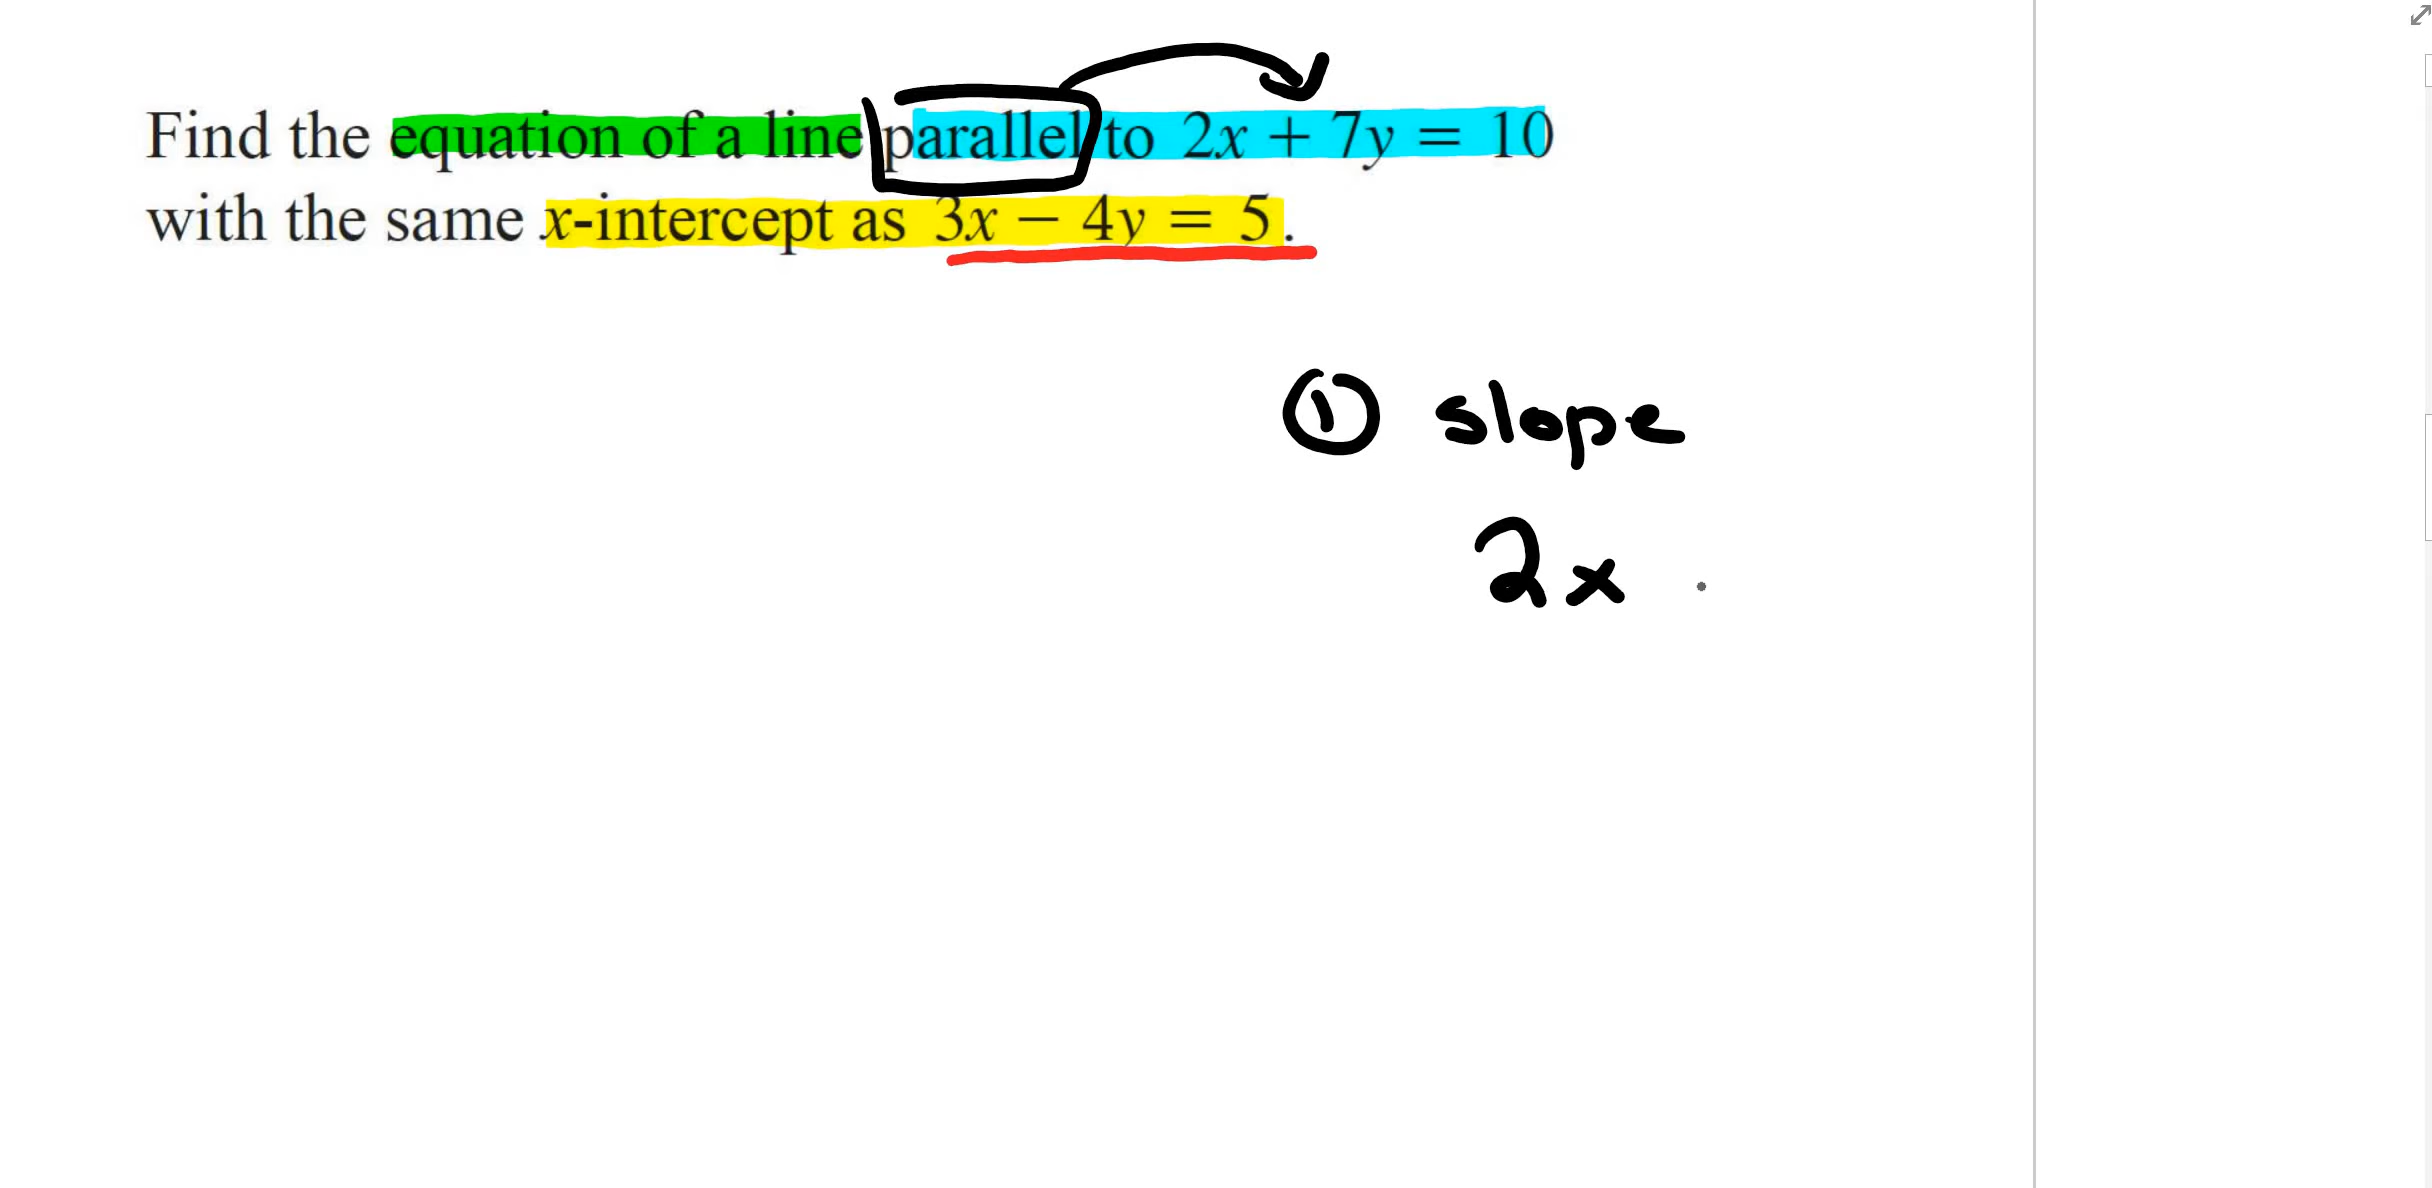 Find the equation of a line parallel to 2x + 7y = 10
with the same x-intercept as 3x − 4y = 5.
① slope
2x